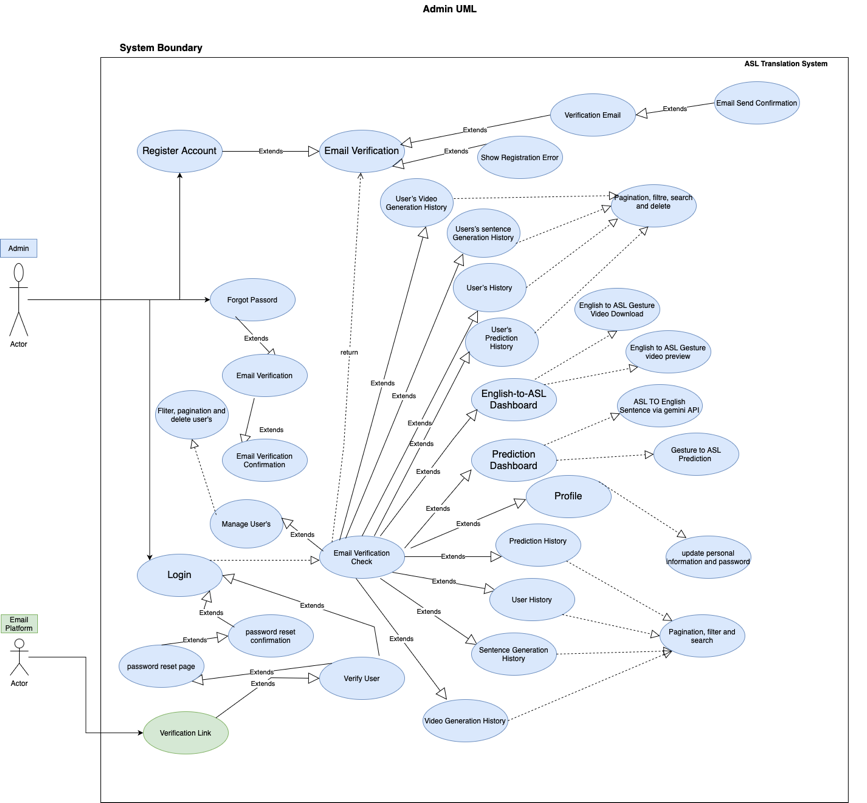 Admin UML
System Boundary
ASL Translation System
Email Send Confirmation
Extends
Verification Email
Extends
Register Account
Extends
Email Verification
Extends
Show Registration Error
User's Video
Generation History
Pagination, filtre, search
and delete
Users's sentence
Generation History
Admin
User's History
Forgot Passord
English to ASL Gesture
Video Download
User's
Prediction
History
Actor
Extends
return
English to ASL Gesture
video preview
Email Verification
Extends
Extends
English-to-ASL
Dashboard
ASL TO English
Sentence via gemini API
Fliter, pagination and
delete user's
Extends
Extends
Extends
Email Verification
Confirmation
Prediction
Dashboard
Gesture to ASL
Prediction
Extends
Profile
Extends
Manage User's
Extends
Extends
Prediction History
Email Verification
Check
Extends
update personal
information and password
Login
Extends
User History
Extends
Extends
Extends
Email
Platform
password reset
confirmation
Extends
Extends
Pagination, filter and
search
Sentence Generation
History
password reset page
Extends
Verify User
Actor
Extends
Video Generation History
Verification Link